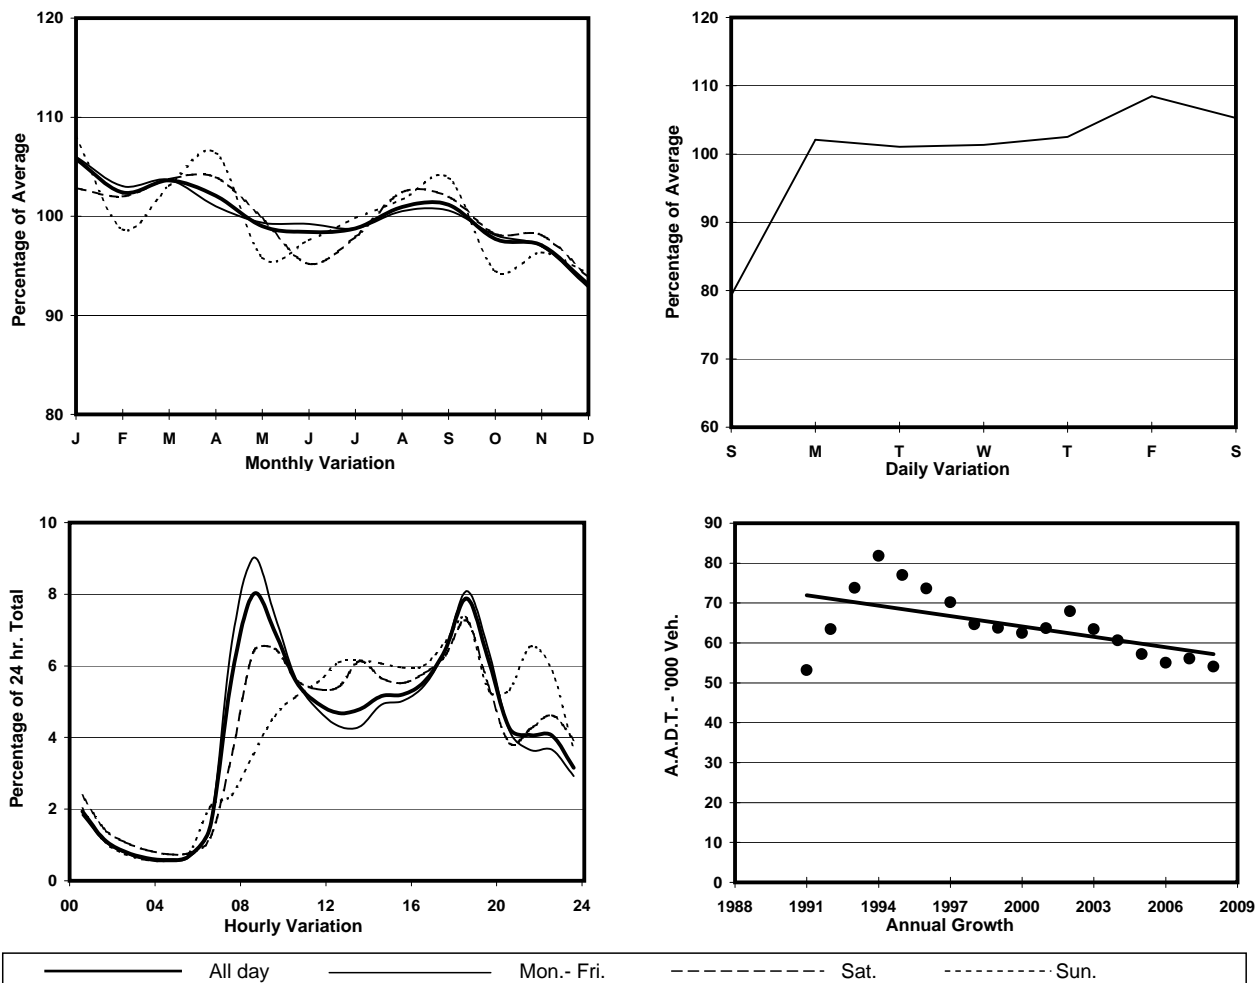 120
110
100
90
80
Percentage of Average
J F M A M J J A S O N D
Monthly Variation
120
110
100
90
80
70
60
Percentage of Average
S M T W T F S
Daily Variation
10
8
6
4
2
0
Percentage of 24 hr. Total
00 04 08 12 16 20 24
Hourly Variation
90
80
70
60
50
40
30
20
10
0
A.A.D.T. - '000 Veh.
1988 1991 1994 1997 2000 2003 2006 2009
Annual Growth
All day Mon.- Fri. Sat. Sun.